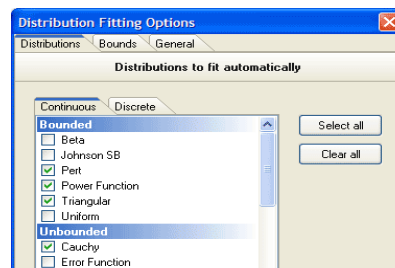 Distribution Fitting Options
Distributions Bounds General
Distributions to fit automatically
Continuous Discrete
Bounded
Beta
Johnson SB
Pert
Power Function
Triangular
Uniform
Unbounded
Cauchy
Error Function
Select all
Clear all